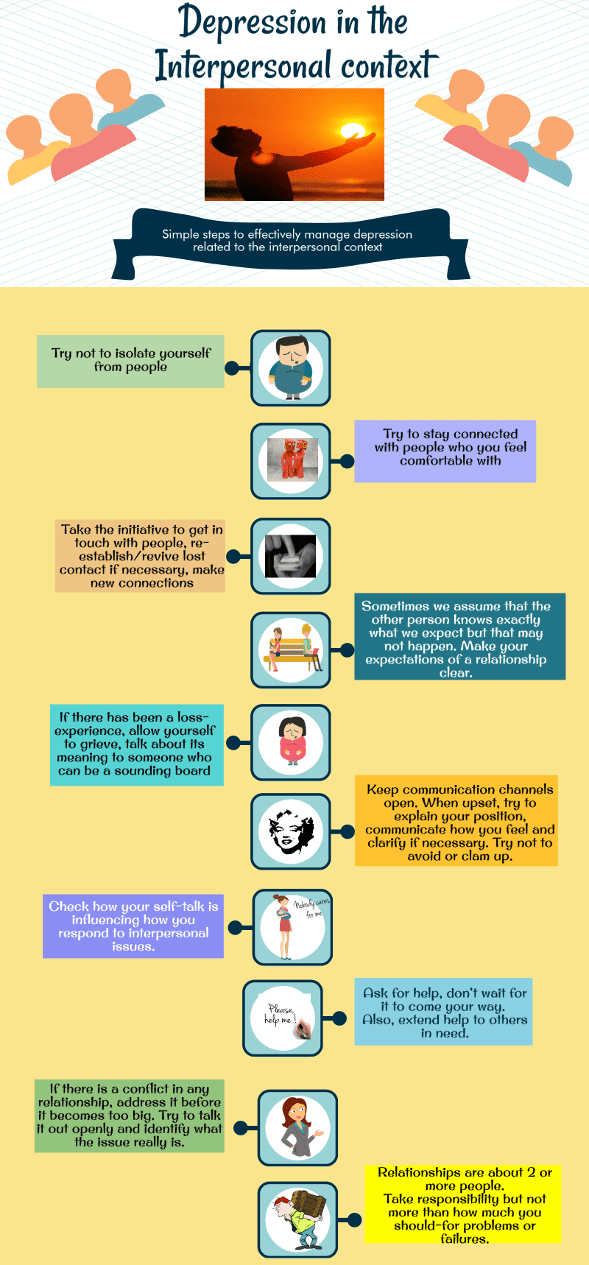 Depression in the
Interpersonal context
Simple steps to effectively manage depression
related to the interpersonal context
Try not to isolate yourself
from people
Try to stay connected
with people who you feel
comfortable with
Take the initiative to get in
touch with people, re-
establish/revive lost
contact if necessary, make
new connections
Sometimes we assume that the
other person knows exactly
what we expect but that may
not happen. Make your
expectations of a relationship
clear.
If there has been a loss-
experience, allow yourself
to grieve, talk about its
meaning to someone who
can be a sounding board
Keep communication channels
open. When upset, try to
explain your position,
communicate how you feel and
clarify if necessary. Try not to
avoid or clam up.
Check how your self-talk is
influencing how you
respond to interpersonal
issues.
Nobody cares
for me
Please,
help me !
Ask for help, don't wait for
it to come your way.
Also, extend help to others
in need.
If there is a conflict in any
relationship, address it before
it becomes too big. Try to talk
it out openly and identify what
the issue really is.
Relationships are about 2 or
more people.
Take responsibility but not
more than how much you
should-for problems or
failures.